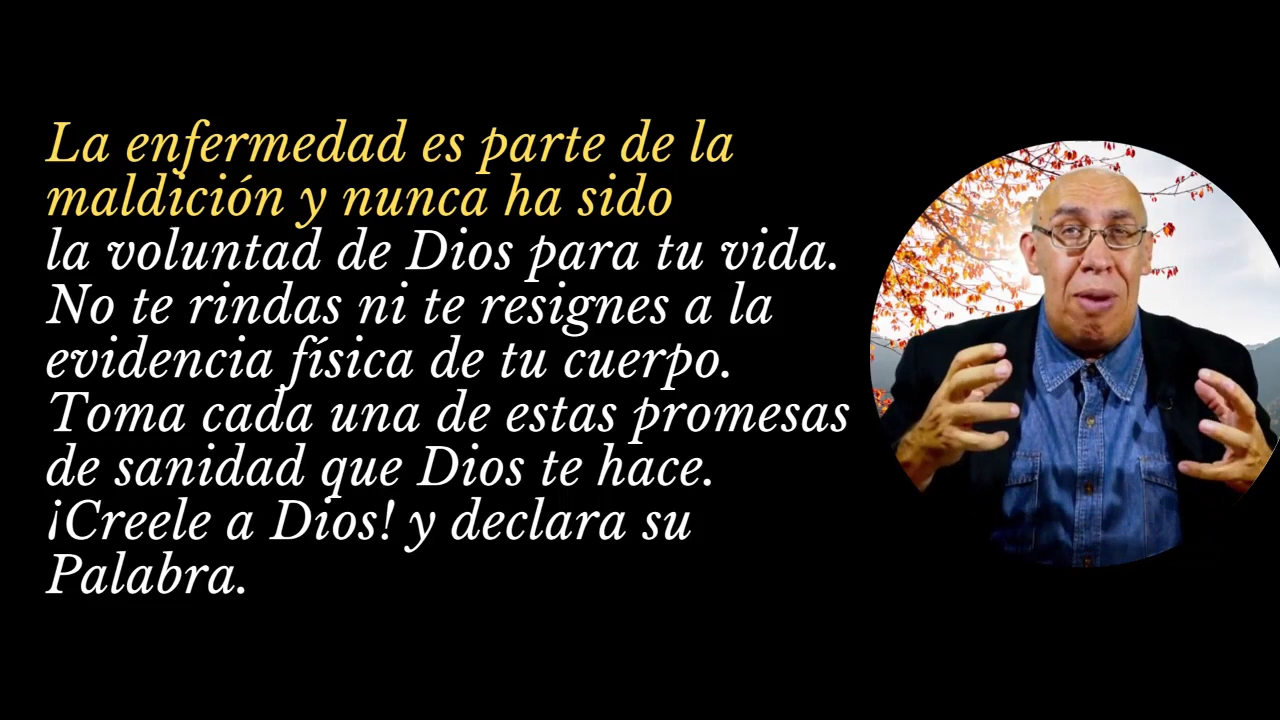 La enfermedad es parte de la
maldición y nunca ha sido
la voluntad de Dios para tu vida.
No te rindas ni te resignes a la
evidencia física de tu cuerpo.
Toma cada una de estas promesas
de sanidad que Dios te hace.
¡Creele a Dios! y declara su
Palabra.